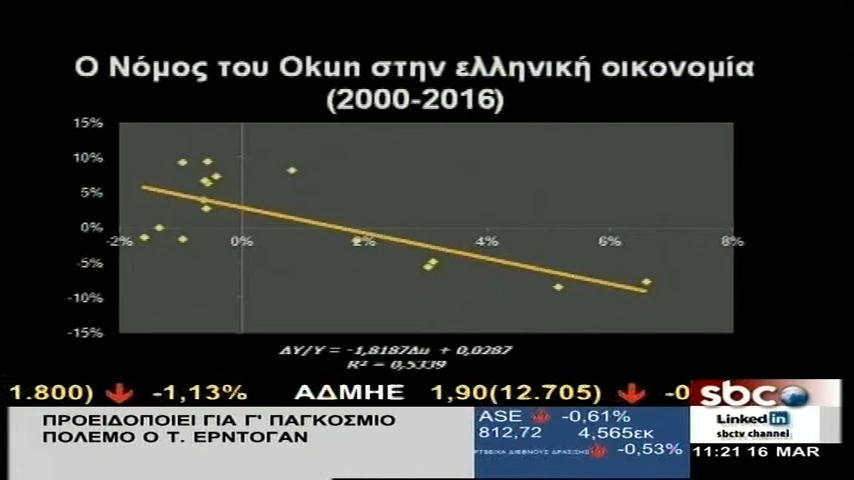 Ο Νόμος του Okun στην ελληνική οικονομία
(2000-2016)
15%
10%
5%
0%
-5%
-10%
-15%
-2% 0% 2% 4% 6% 8%
ΔY/Y = -1,8187Δu + 0,0287
R² = 0,5339
1.800) -1,13% ΑΔΜΗΕ 1,90(12.705) -0
sbc
LinkedIn
sbctv channel
11:21 16 MAR
ΠΡΟΕΙΔΟΠΟΙΕΙ ΓΙΑ Γ' ΠΑΓΚΟΣΜΙΟ
ΠΟΛΕΜΟ Ο Τ. ΕΡΝΤΟΓΑΝ
ASE -0,61%
812,72 4,565εκ
ΔΙΕΘΝΟΥΣ -0,53%